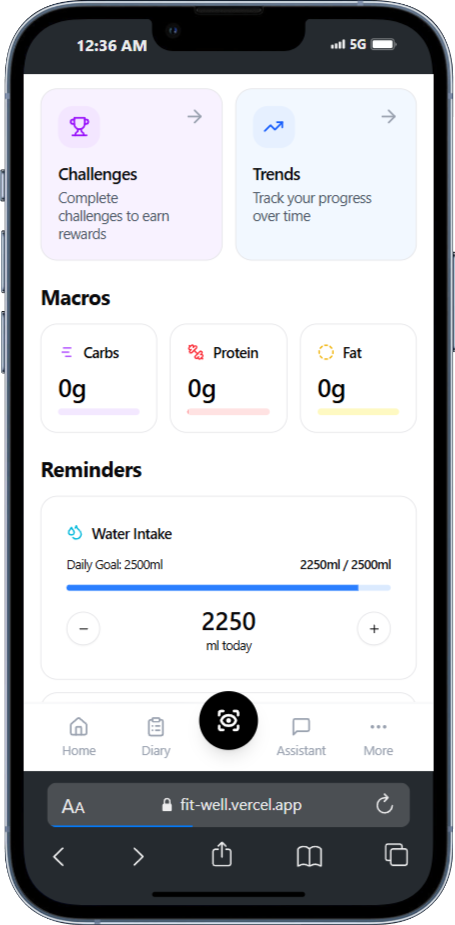 12:36 AM
5G
Challenges
Complete
challenges to earn
rewards
Trends
Track your progress
over time
Macros
Carbs
0g
Protein
0g
Fat
0g
Reminders
Water Intake
Daily Goal: 2500ml
2250ml / 2500ml
−
2250
+
ml today
Home
Diary
Assistant
More
AA
fit-well.vercel.app